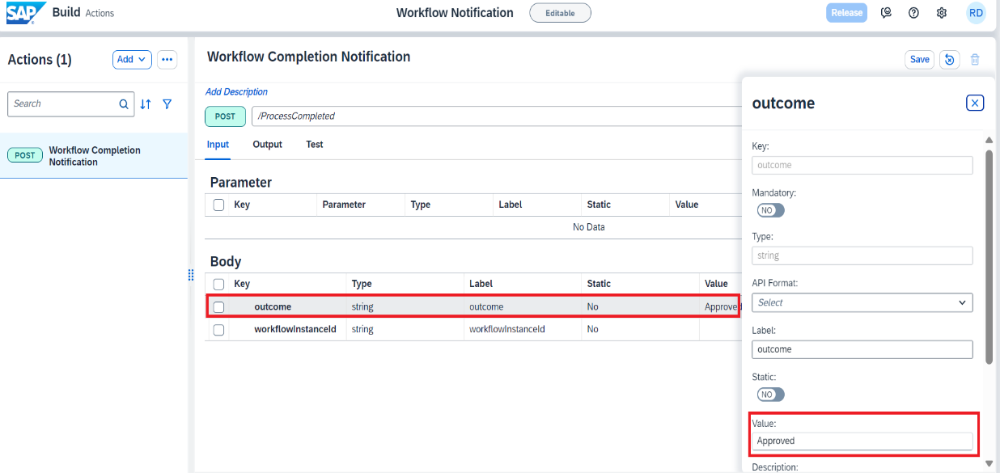 SAP Build Actions
Workflow Notification
Editable
Release
RD
Actions (1)
Add
Search
POST
Workflow Completion
Notification
Workflow Completion Notification
Save
Add Description
POST
/ProcessCompleted
Input Output Test
Parameter
Key Parameter Type Label Static Value
No Data
Body
Key Type Label Static Value
outcome string outcome No Approved
workflowInstanceId string workflowInstanceId No
outcome
Key:
outcome
Mandatory:
NO
Type:
string
API Format:
Select
Label:
outcome
Static:
NO
Value:
Approved
Description: